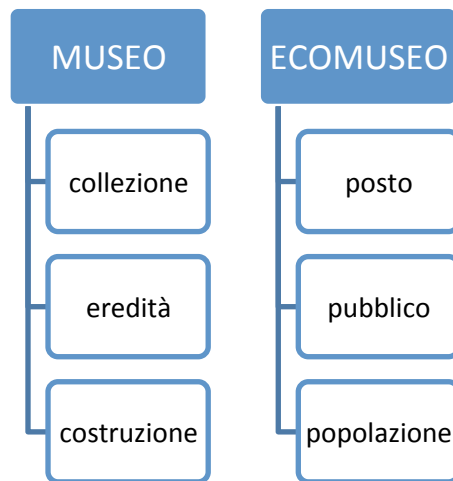 MUSEO
collezione
eredità
costruzione
ECOMUSEO
posto
pubblico
popolazione